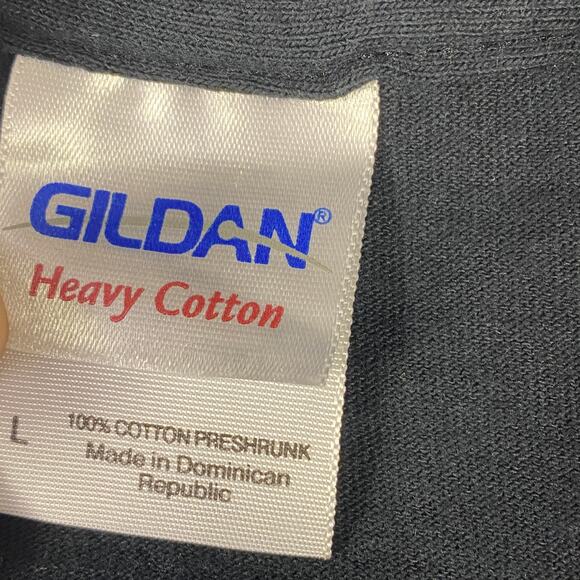 GILDAN®
Heavy Cotton
L
100% COTTON PRESHRUNK
Made in Dominican
Republic